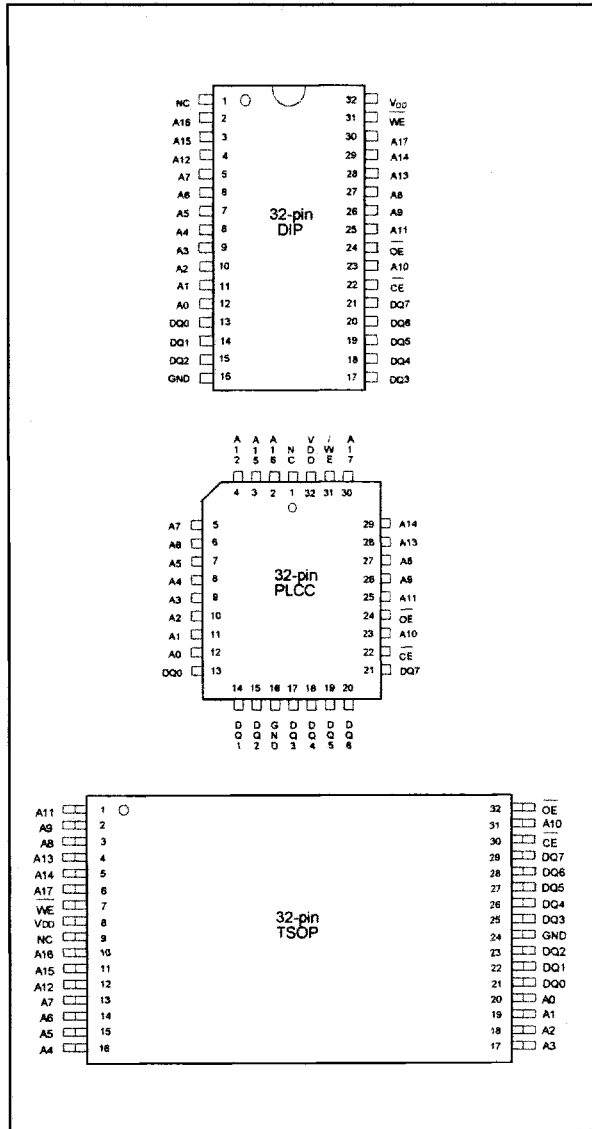 NC 1 32 VDD
A16 2 31 W̅E̅
A15 3 30 A17
A12 4 29 A14
A7 5 28 A13
A6 6 27 A8
A5 7 26 A9
A4 8 25 A11
A3 9 24 O̅E̅
A2 10 23 A10
A1 11 22 C̅E̅
A0 12 21 DQ7
DQ0 13 20 DQ6
DQ1 14 19 DQ5
DQ2 15 18 DQ4
GND 16 17 DQ3
32-pin
DIP
A12 A15 A16 NC VDD /WE A17
4 3 2 1 32 31 30
A7 5 29 A14
A6 6 28 A13
A5 7 27 A8
A4 8 26 A9
A3 9 25 A11
A2 10 24 O̅E̅
A1 11 23 A10
A0 12 22 C̅E̅
DQ0 13 21 DQ7
32-pin
PLCC
14 15 16 17 18 19 20
DQ1 DQ2 GND DQ3 DQ4 DQ5 DQ6
A11 1 32 O̅E̅
A9 2 31 A10
A8 3 30 C̅E̅
A13 4 29 DQ7
A14 5 28 DQ6
A17 6 27 DQ5
W̅E̅ 7 26 DQ4
VDD 8 25 DQ3
NC 9 24 GND
A16 10 23 DQ2
A15 11 22 DQ1
A12 12 21 DQ0
A7 13 20 A0
A6 14 19 A1
A5 15 18 A2
A4 16 17 A3
32-pin
TSOP